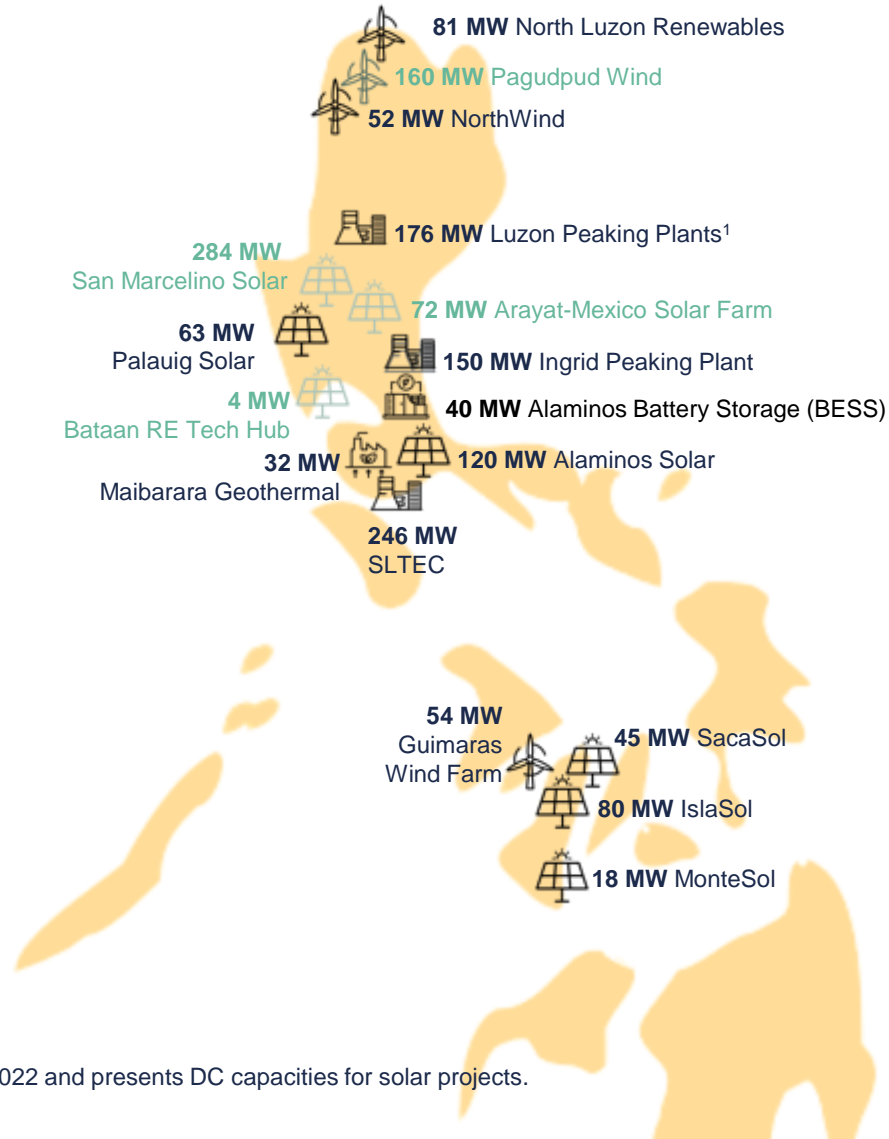 81 MW North Luzon Renewables
160 MW Pagudpud Wind
52 MW NorthWind
176 MW Luzon Peaking Plants¹
284 MW
San Marcelino Solar
72 MW Arayat-Mexico Solar Farm
63 MW
Palauig Solar
150 MW Ingrid Peaking Plant
4 MW
Bataan RE Tech Hub
40 MW Alaminos Battery Storage (BESS)
32 MW
Maibarara Geothermal
120 MW Alaminos Solar
246 MW
SLTEC
54 MW
Guimaras
Wind Farm
45 MW SacaSol
80 MW IslaSol
18 MW MonteSol
022 and presents DC capacities for solar projects.